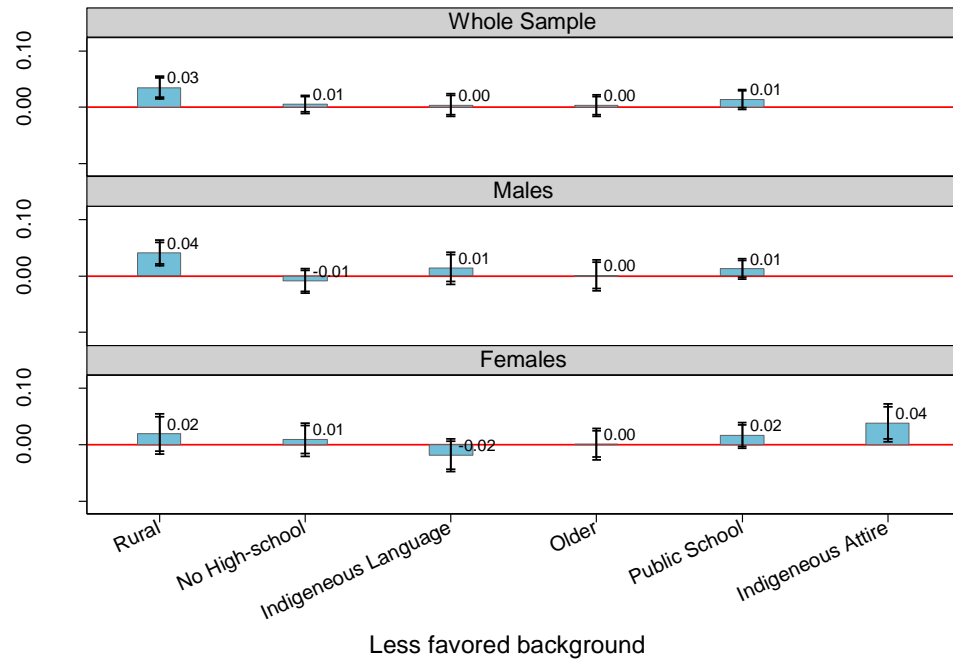 Whole Sample
0.10
0.00
0.03
0.01
0.00
0.00
0.01
Males
0.10
0.00
0.04
-0.01
0.01
0.00
0.01
Females
0.10
0.00
0.02
0.01
-0.02
0.00
0.02
0.04
Rural
No High-school
Indigeneous Language
Older
Public School
Indigeneous Attire
Less favored background